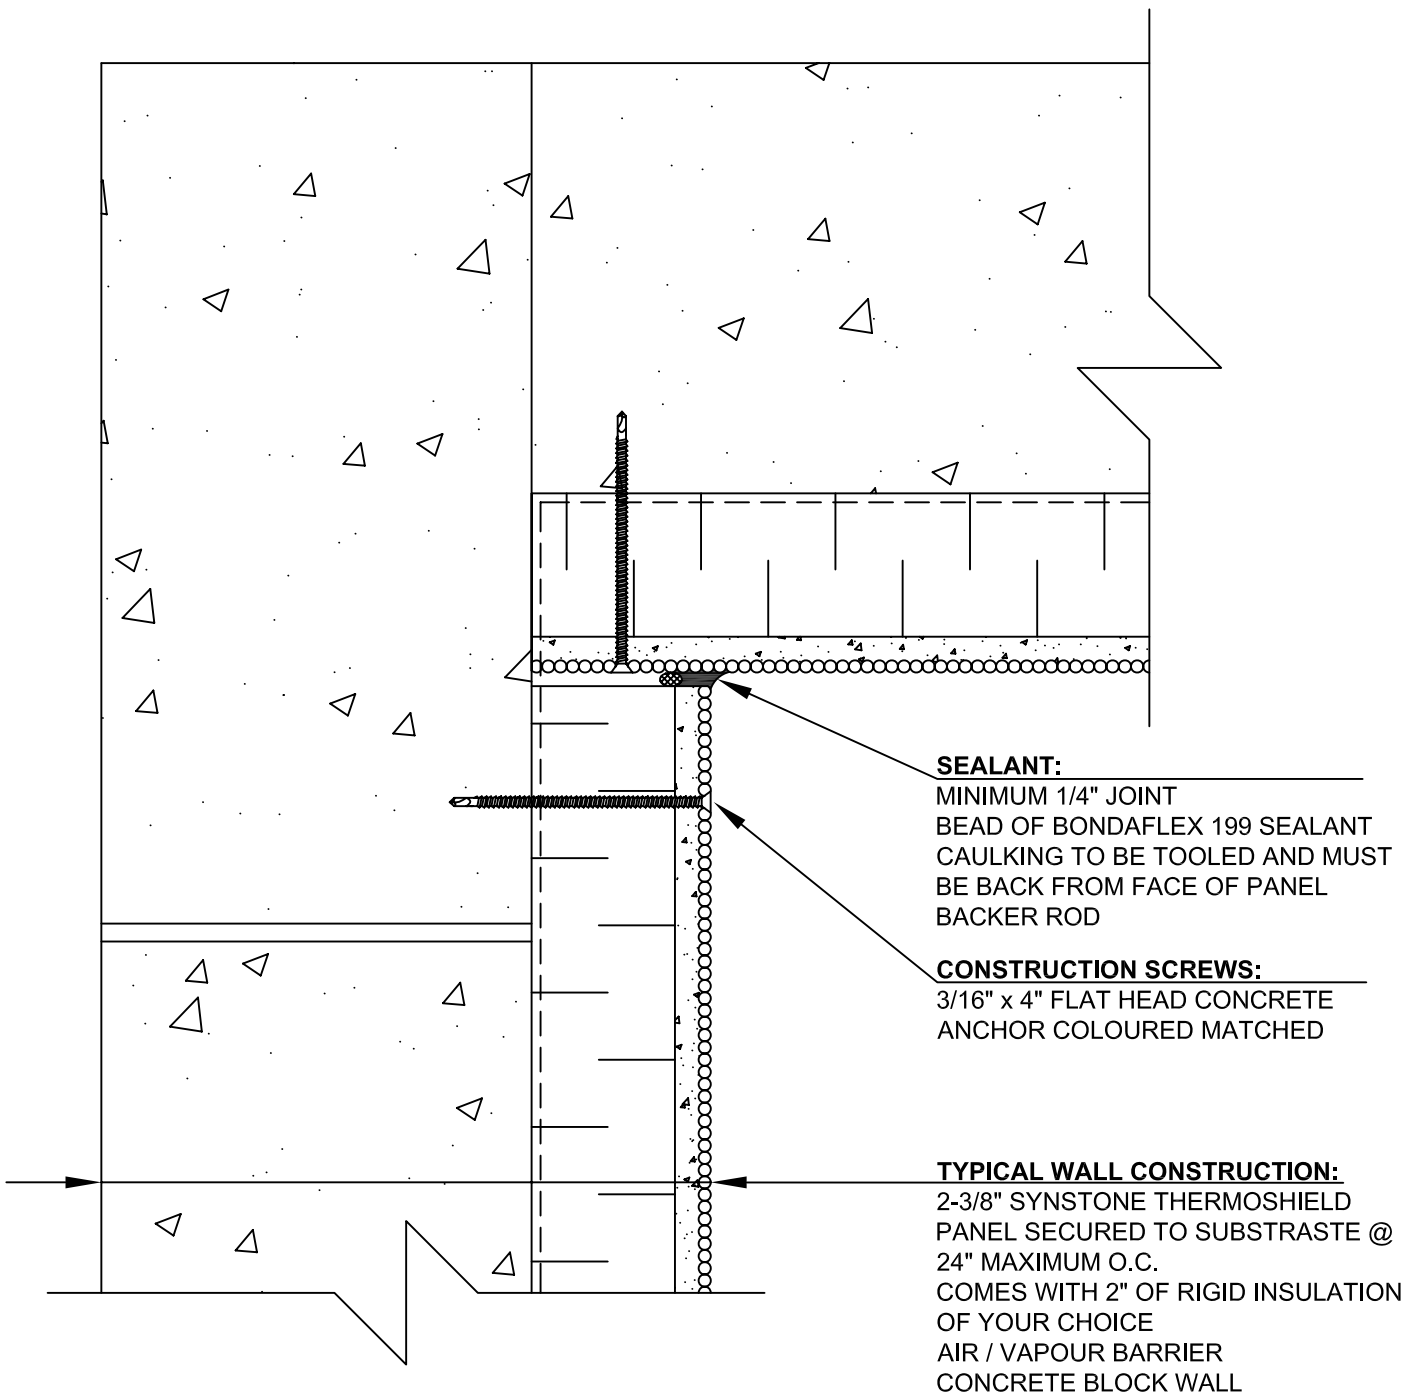 SEALANT:
MINIMUM 1/4" JOINT
BEAD OF BONDAFLEX 199 SEALANT
CAULKING TO BE TOOLED AND MUST
BE BACK FROM FACE OF PANEL
BACKER ROD
CONSTRUCTION SCREWS:
3/16" x 4" FLAT HEAD CONCRETE
ANCHOR COLOURED MATCHED
TYPICAL WALL CONSTRUCTION:
2-3/8" SYNSTONE THERMOSHIELD
PANEL SECURED TO SUBSTRASTE @
24" MAXIMUM O.C.
COMES WITH 2" OF RIGID INSULATION
OF YOUR CHOICE
AIR / VAPOUR BARRIER
CONCRETE BLOCK WALL